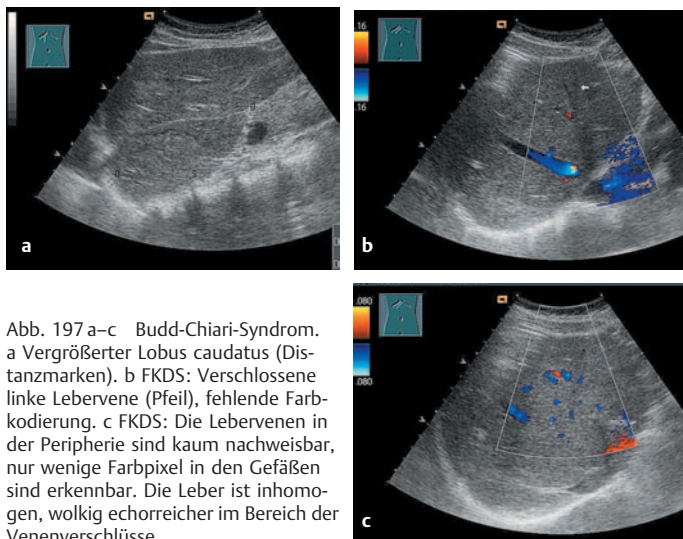 a
b
.16
.16
c
.080
.080
Abb. 197 a–c Budd-Chiari-Syndrom.
a Vergrößerter Lobus caudatus (Dis-
tanzmarken). b FKDS: Verschlossene
linke Lebervene (Pfeil), fehlende Farb-
kodierung. c FKDS: Die Lebervenen in
der Peripherie sind kaum nachweisbar,
nur wenige Farbpixel in den Gefäßen
sind erkennbar. Die Leber ist inhomo-
gen, wolkig echorreicher im Bereich der
Venenverschlüsse.